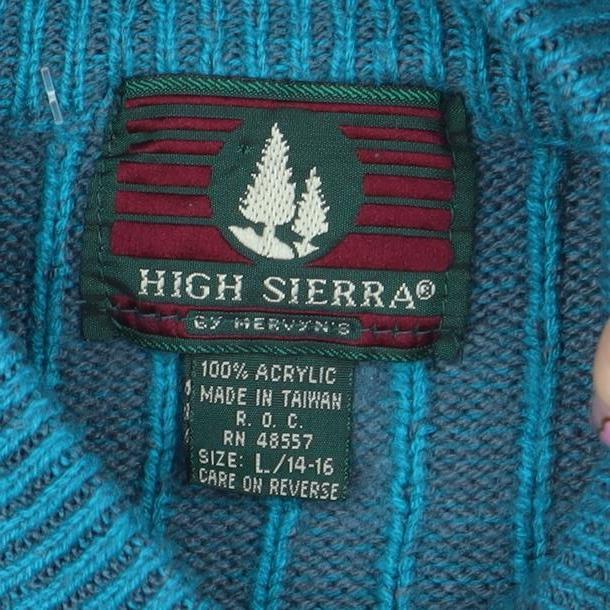 HIGH SIERRA®
BY MERVYN'S
100% ACRYLIC
MADE IN TAIWAN
R. O. C.
RN 48557
SIZE: L/14-16
CARE ON REVERSE